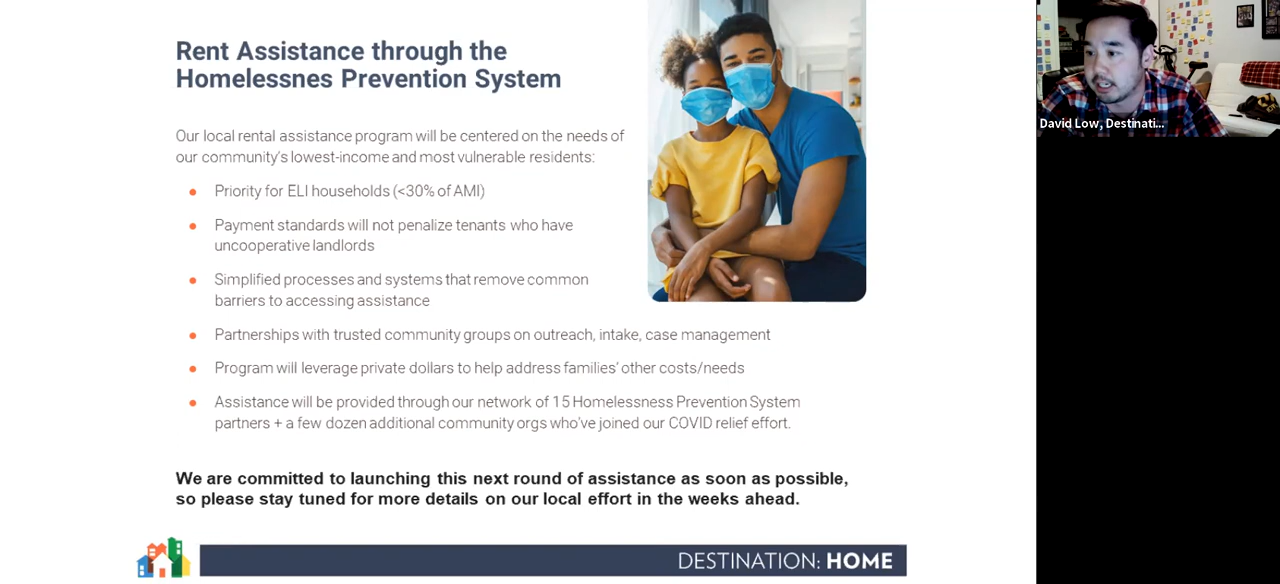 Rent Assistance through the
Homelessnes Prevention System
Our local rental assistance program will be centered on the needs of
our community's lowest-income and most vulnerable residents:
Priority for ELI households (<30% of AMI)
Payment standards will not penalize tenants who have
uncooperative landlords
Simplified processes and systems that remove common
barriers to accessing assistance
Partnerships with trusted community groups on outreach, intake, case management
Program will leverage private dollars to help address families' other costs/needs
Assistance will be provided through our network of 15 Homelessness Prevention System
partners + a few dozen additional community orgs who've joined our COVID relief effort.
We are committed to launching this next round of assistance as soon as possible,
so please stay tuned for more details on our local effort in the weeks ahead.
DESTINATION: HOME
David Low, Destinati...